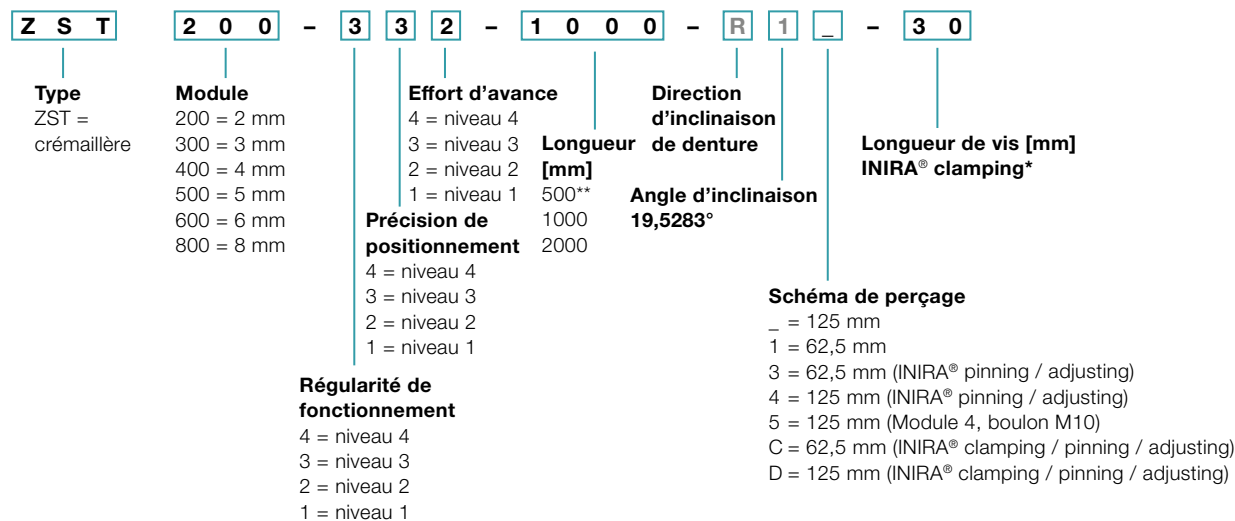 Z S T 2 0 0 – 3 3 2 – 1 0 0 0 – R 1 _ – 3 0
Type
ZST =
crémaillère
Module
200 = 2 mm
300 = 3 mm
400 = 4 mm
500 = 5 mm
600 = 6 mm
800 = 8 mm
Régularité de
fonctionnement
4 = niveau 4
3 = niveau 3
2 = niveau 2
1 = niveau 1
Précision de
positionnement
4 = niveau 4
3 = niveau 3
2 = niveau 2
1 = niveau 1
Effort d'avance
4 = niveau 4
3 = niveau 3
2 = niveau 2
1 = niveau 1
Longueur
[mm]
500**
1000
2000
Direction
d'inclinaison
de denture
Angle d'inclinaison
19,5283°
Schéma de perçage
_ = 125 mm
1 = 62,5 mm
3 = 62,5 mm (INIRA® pinning / adjusting)
4 = 125 mm (INIRA® pinning / adjusting)
5 = 125 mm (Module 4, boulon M10)
C = 62,5 mm (INIRA® clamping / pinning / adjusting)
D = 125 mm (INIRA® clamping / pinning / adjusting)
Longueur de vis [mm]
INIRA® clamping*